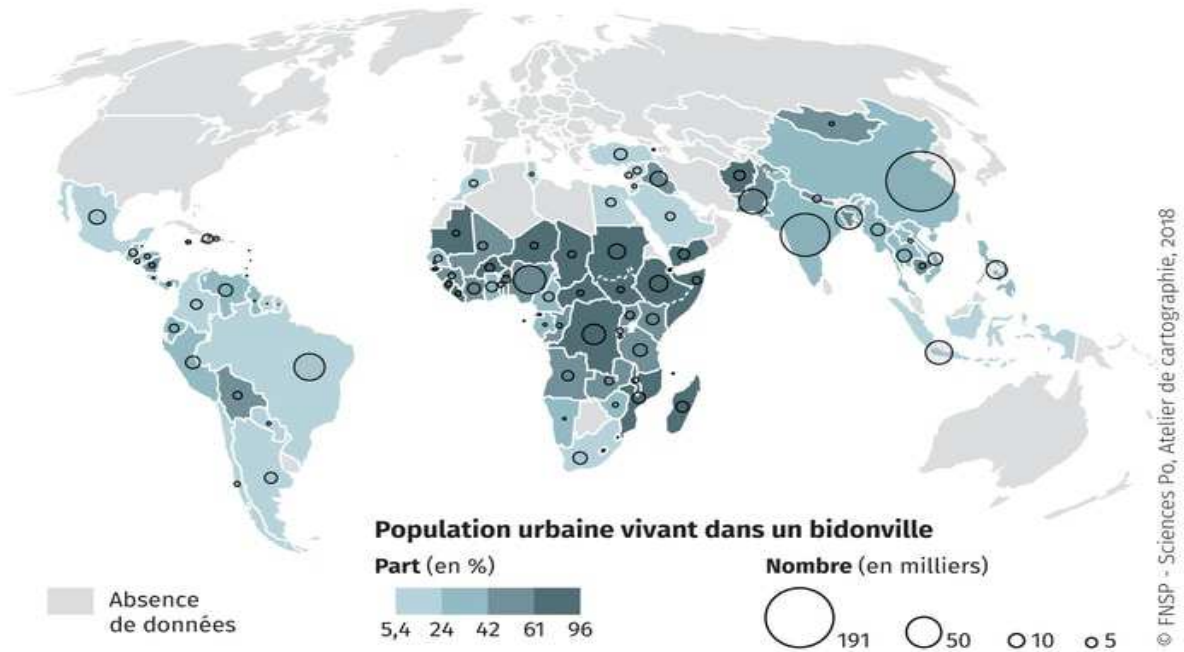 Population urbaine vivant dans un bidonville
Part (en %)
5,4 24 42 61 96
Nombre (en milliers)
191 50 10 5
Absence
de données
© FNSP - Sciences Po, Atelier de cartographie, 2018